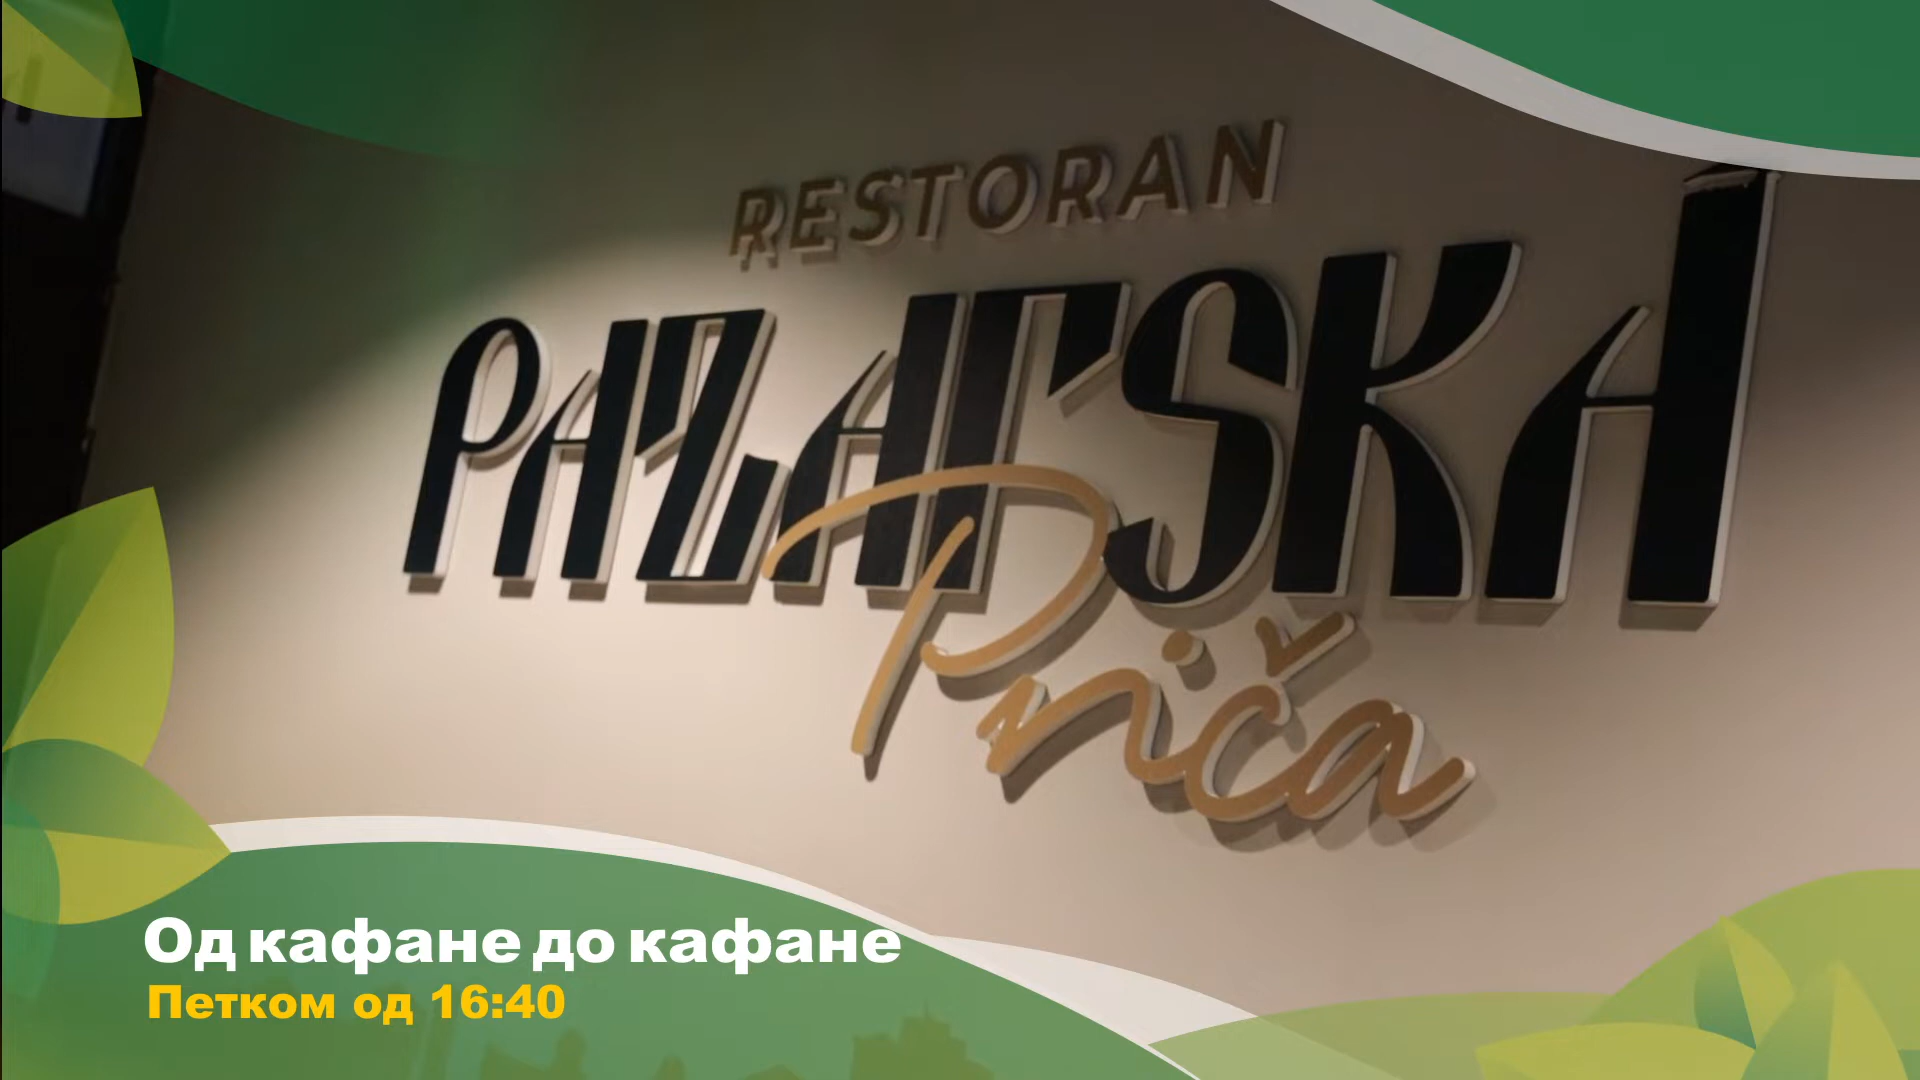 RESTORAN
PAZARSKA
Priča
Од кафане до кафане
Петком од 16:40